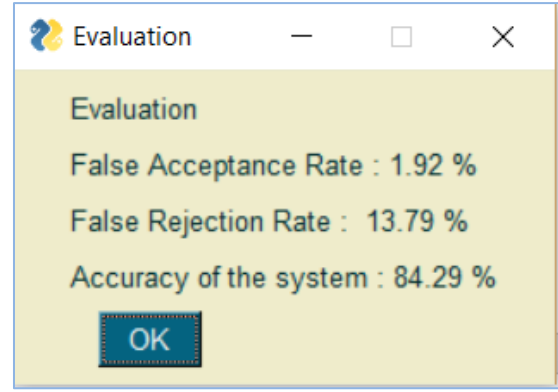 Evaluation
Evaluation
False Acceptance Rate : 1.92 %
False Rejection Rate :  13.79 %
Accuracy of the system : 84.29 %
OK